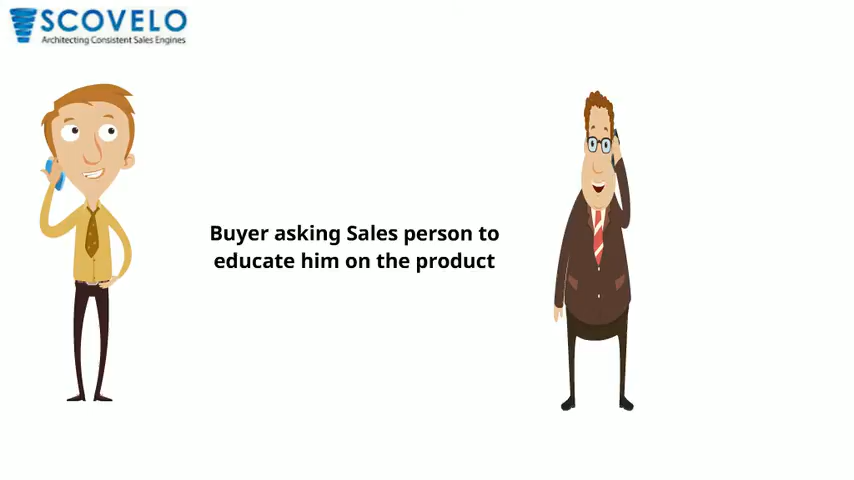 SCOVELO
Architecting Consistent Sales Engines
Buyer asking Sales person to
educate him on the product